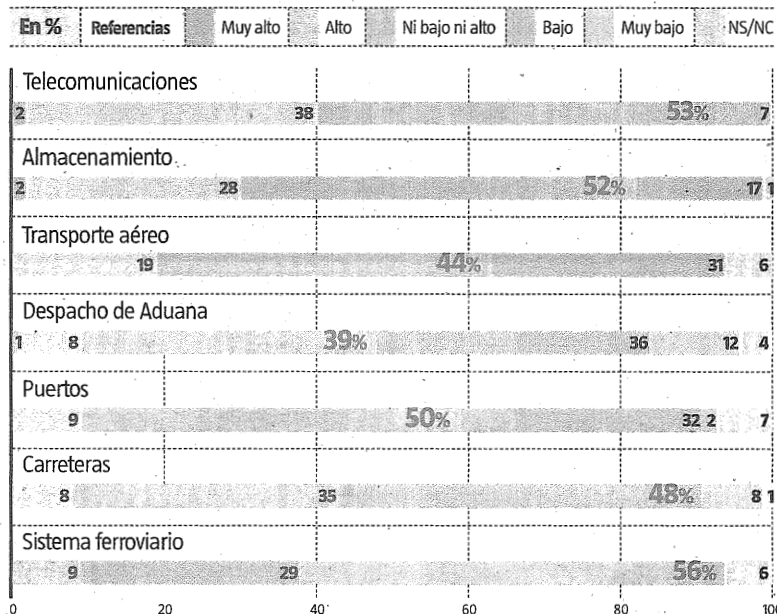 En % Referencias Muy alto Alto Ni bajo ni alto Bajo Muy bajo NS/NC
Telecomunicaciones
2 38 53% 7
Almacenamiento
2 28 52% 17 1
Transporte aéreo
19 44% 31 6
Despacho de Aduana
1 8 39% 36 12 4
Puertos
9 50% 32 2 7
Carreteras
8 35 48% 8 1
Sistema ferroviario
9 29 56% 6
0 20 40 60 80 100